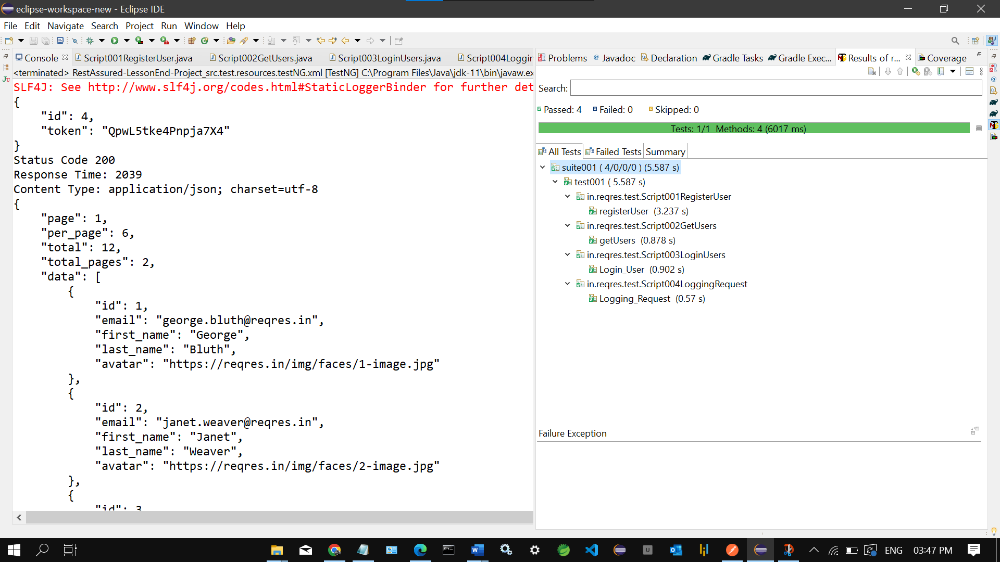 eclipse-workspace-new - Eclipse IDE
File Edit Navigate Search Project Run Window Help
Console Script001RegisterUser.java Script002GetUsers.java Script003LoginUsers.java Script004Loggin
<terminated> RestAssured-LessonEnd-Project_src.test.resources.testNG.xml [TestNG] C:\Program Files\Java\jdk-11\bin\javaw.ex
SLF4J: See http://www.slf4j.org/codes.html#StaticLoggerBinder for further det
{
    "id": 4,
    "token": "QpwL5tke4Pnpja7X4"
}
Status Code 200
Response Time: 2039
Content Type: application/json; charset=utf-8
{
    "page": 1,
    "per_page": 6,
    "total": 12,
    "total_pages": 2,
    "data": [
        {
            "id": 1,
            "email": "george.bluth@reqres.in",
            "first_name": "George",
            "last_name": "Bluth",
            "avatar": "https://reqres.in/img/faces/1-image.jpg"
        },
        {
            "id": 2,
            "email": "janet.weaver@reqres.in",
            "first_name": "Janet",
            "last_name": "Weaver",
            "avatar": "https://reqres.in/img/faces/2-image.jpg"
        },
        {
            "id": 3
Problems Javadoc Declaration Gradle Tasks Gradle Exec... Results of r... Coverage
Search:
Passed: 4 Failed: 0 Skipped: 0
Tests: 1/1 Methods: 4 (6017 ms)
All Tests Failed Tests Summary
suite001 ( 4/0/0/0 ) (5.587 s)
test001 ( 5.587 s)
in.reqres.test.Script001RegisterUser
registerUser (3.237 s)
in.reqres.test.Script002GetUsers
getUsers (0.878 s)
in.reqres.test.Script003LoginUsers
Login_User (0.902 s)
in.reqres.test.Script004LoggingRequest
Logging_Request (0.57 s)
Failure Exception
ENG 03:47 PM